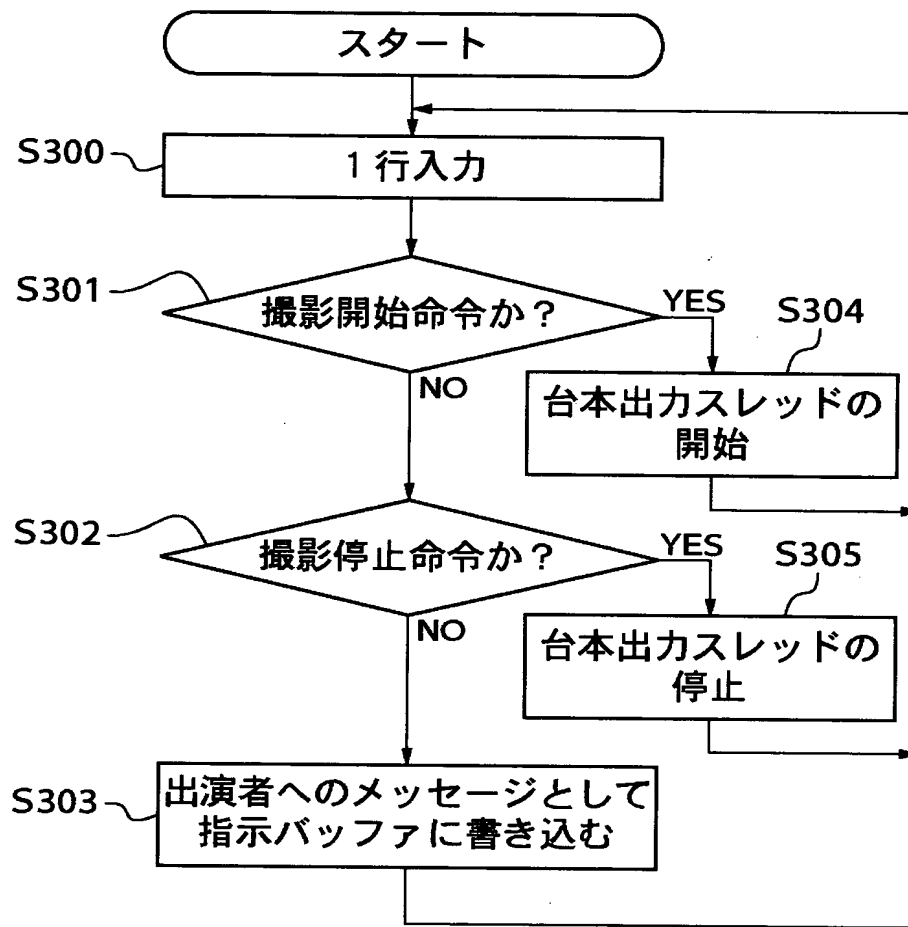 スタート
S300
1行入力
S301
撮影開始命令か?
YES
S304
NO
台本出力スレッドの
開始
S302
撮影停止命令か?
YES
S305
NO
台本出力スレッドの
停止
S303
出演者へのメッセージとして
指示バッファに書き込む